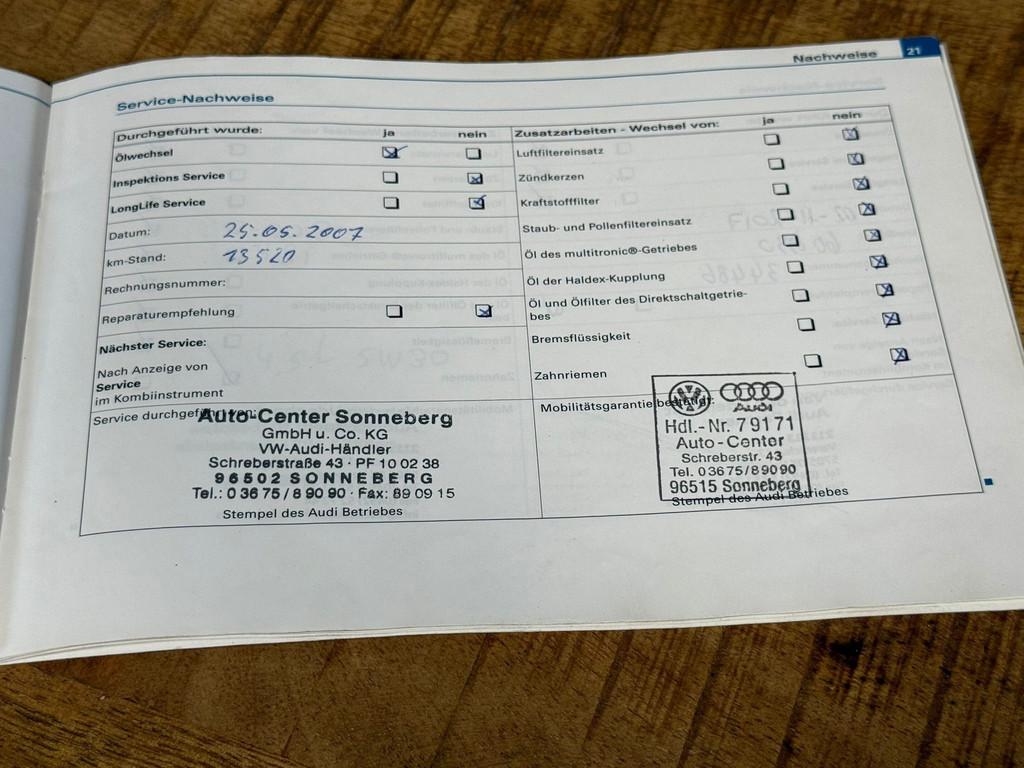 Nachweise 21
Service-Nachweise
Durchgeführt wurde: ja nein
Ölwechsel
Inspektions Service
LongLife Service
Datum: 25.05.2007
km-Stand: 13520
Rechnungsnummer:
Reparaturempfehlung
Nächster Service:
Nach Anzeige von
Service
im Kombiinstrument
Zusatzarbeiten - Wechsel von: ja nein
Luftfiltereinsatz
Zündkerzen
Kraftstofffilter
Staub- und Pollenfiltereinsatz
Öl des multitronic®-Getriebes
Öl der Haldex-Kupplung
Öl und Ölfilter des Direktschaltgetrie-
bes
Bremsflüssigkeit
Zahnriemen
Service durchgeführt von:
Auto-Center Sonneberg
GmbH u. Co. KG
VW-Audi-Händler
Schreberstraße 43 · PF 10 02 38
96502 SONNEBERG
Tel.: 0 36 75 / 8 90 90 · Fax: 89 09 15
Stempel des Audi Betriebes
Mobilitätsgarantie bestätigt:
Audi
Hdl.-Nr. 79171
Auto-Center
Schreberstr. 43
Tel. 03675/89090
96515 Sonneberg
Stempel des Audi Betriebes